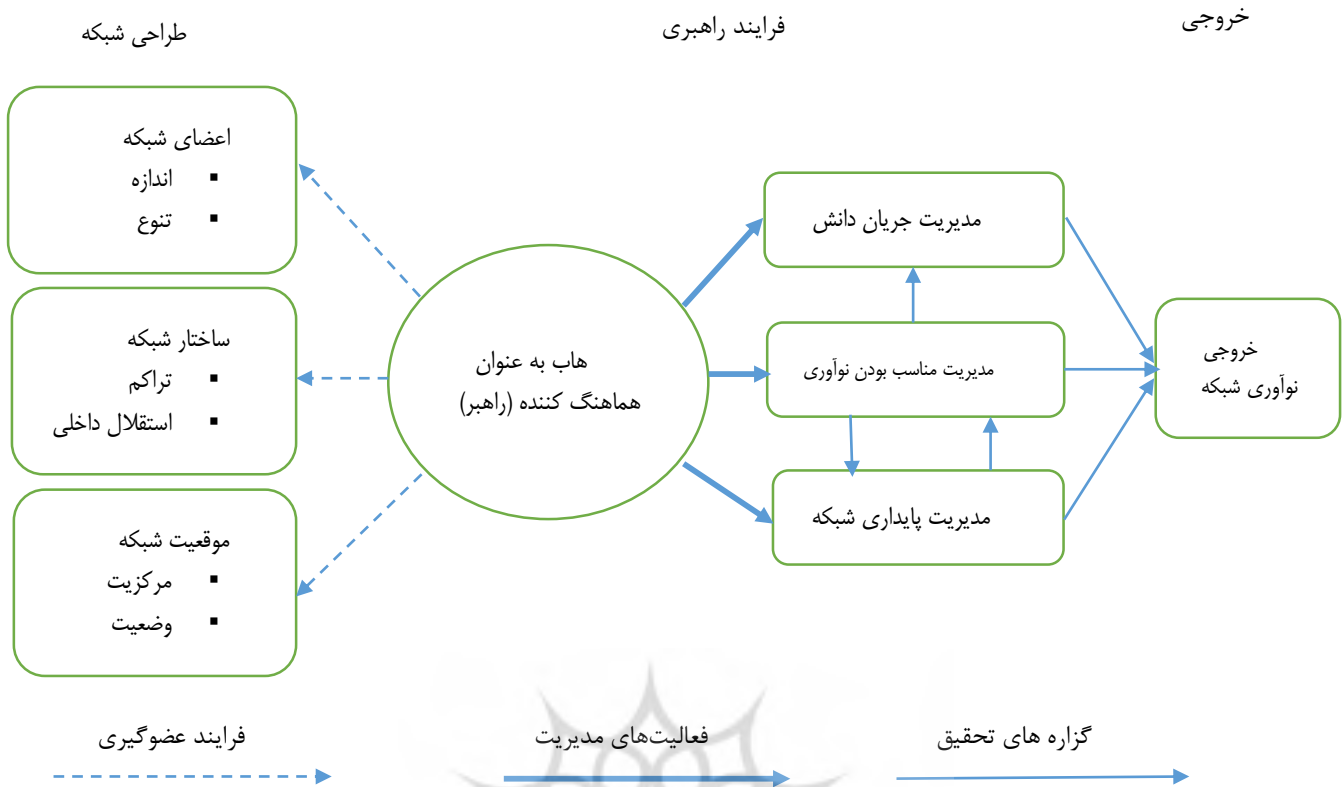 خروجی
فرایند راهبری
طراحی شبکه
اعضای شبکه
▪ اندازه
▪ تنوع
ساختار شبکه
▪ تراکم
▪ استقلال داخلی
موقعیت شبکه
▪ مرکزیت
▪ وضعیت
هاب به عنوان
هماهنگ کننده (راهبر)
مدیریت جریان دانش
مدیریت مناسب بودن نوآوری
مدیریت پایداری شبکه
خروجی
نوآوری شبکه
گزاره های تحقیق
فعالیت‌های مدیریت
فرایند عضوگیری